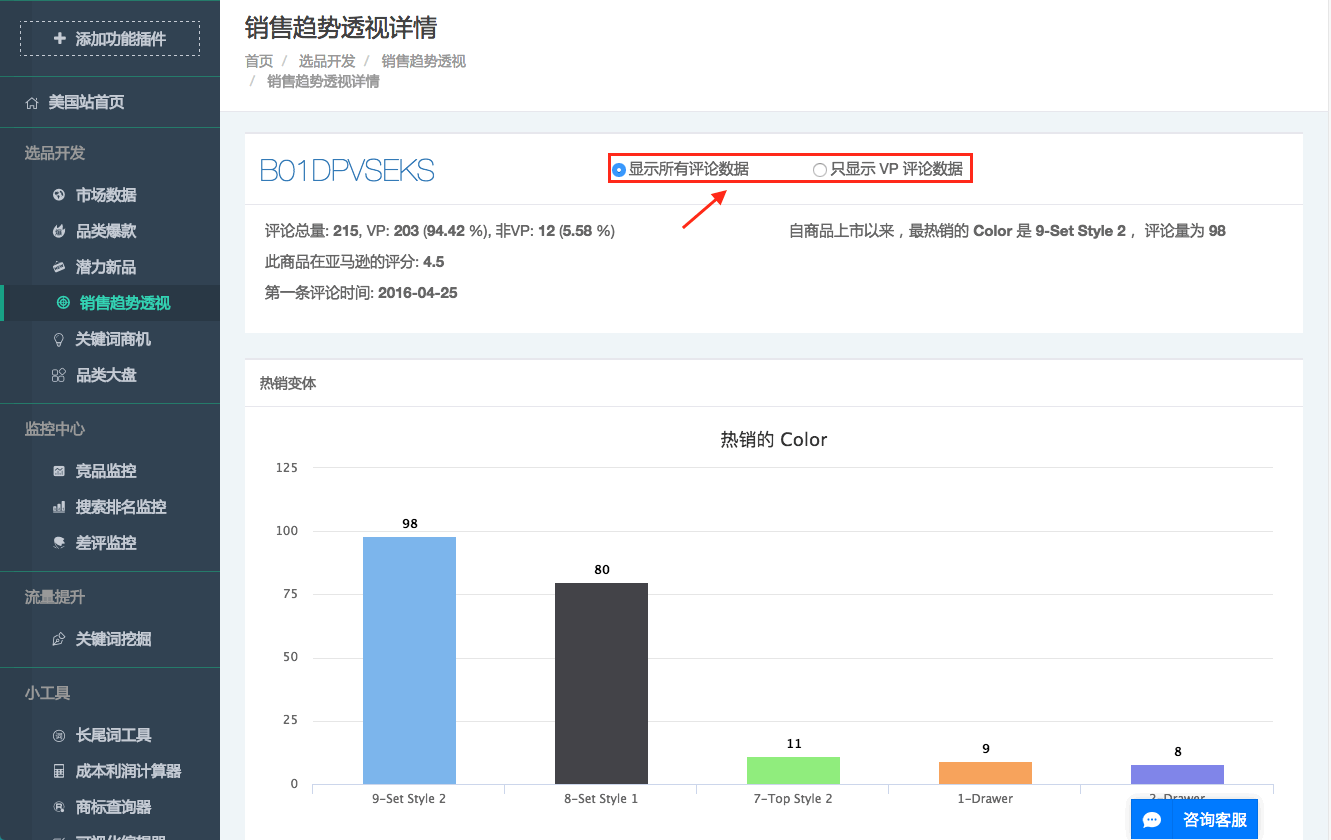 添加功能插件
美国站首页
选品开发
市场数据
品类爆款
潜力新品
销售趋势透视
关键词商机
品类大盘
监控中心
竞品监控
搜索排名监控
差评监控
流量提升
关键词挖掘
小工具
长尾词工具
成本利润计算器
商标查询器
销售趋势透视详情
首页 / 选品开发 / 销售趋势透视
/ 销售趋势透视详情
B01DPVSEKS
显示所有评论数据 只显示 VP 评论数据
评论总量: 215, VP: 203 (94.42 %), 非VP: 12 (5.58 %)
自商品上市以来，最热销的 Color 是 9-Set Style 2， 评论量为 98
此商品在亚马逊的评分: 4.5
第一条评论时间: 2016-04-25
热销变体
热销的 Color
125
100
75
50
25
0
98
80
11
9
8
9-Set Style 2
8-Set Style 1
7-Top Style 2
1-Drawer
2-Drawer
咨询客服